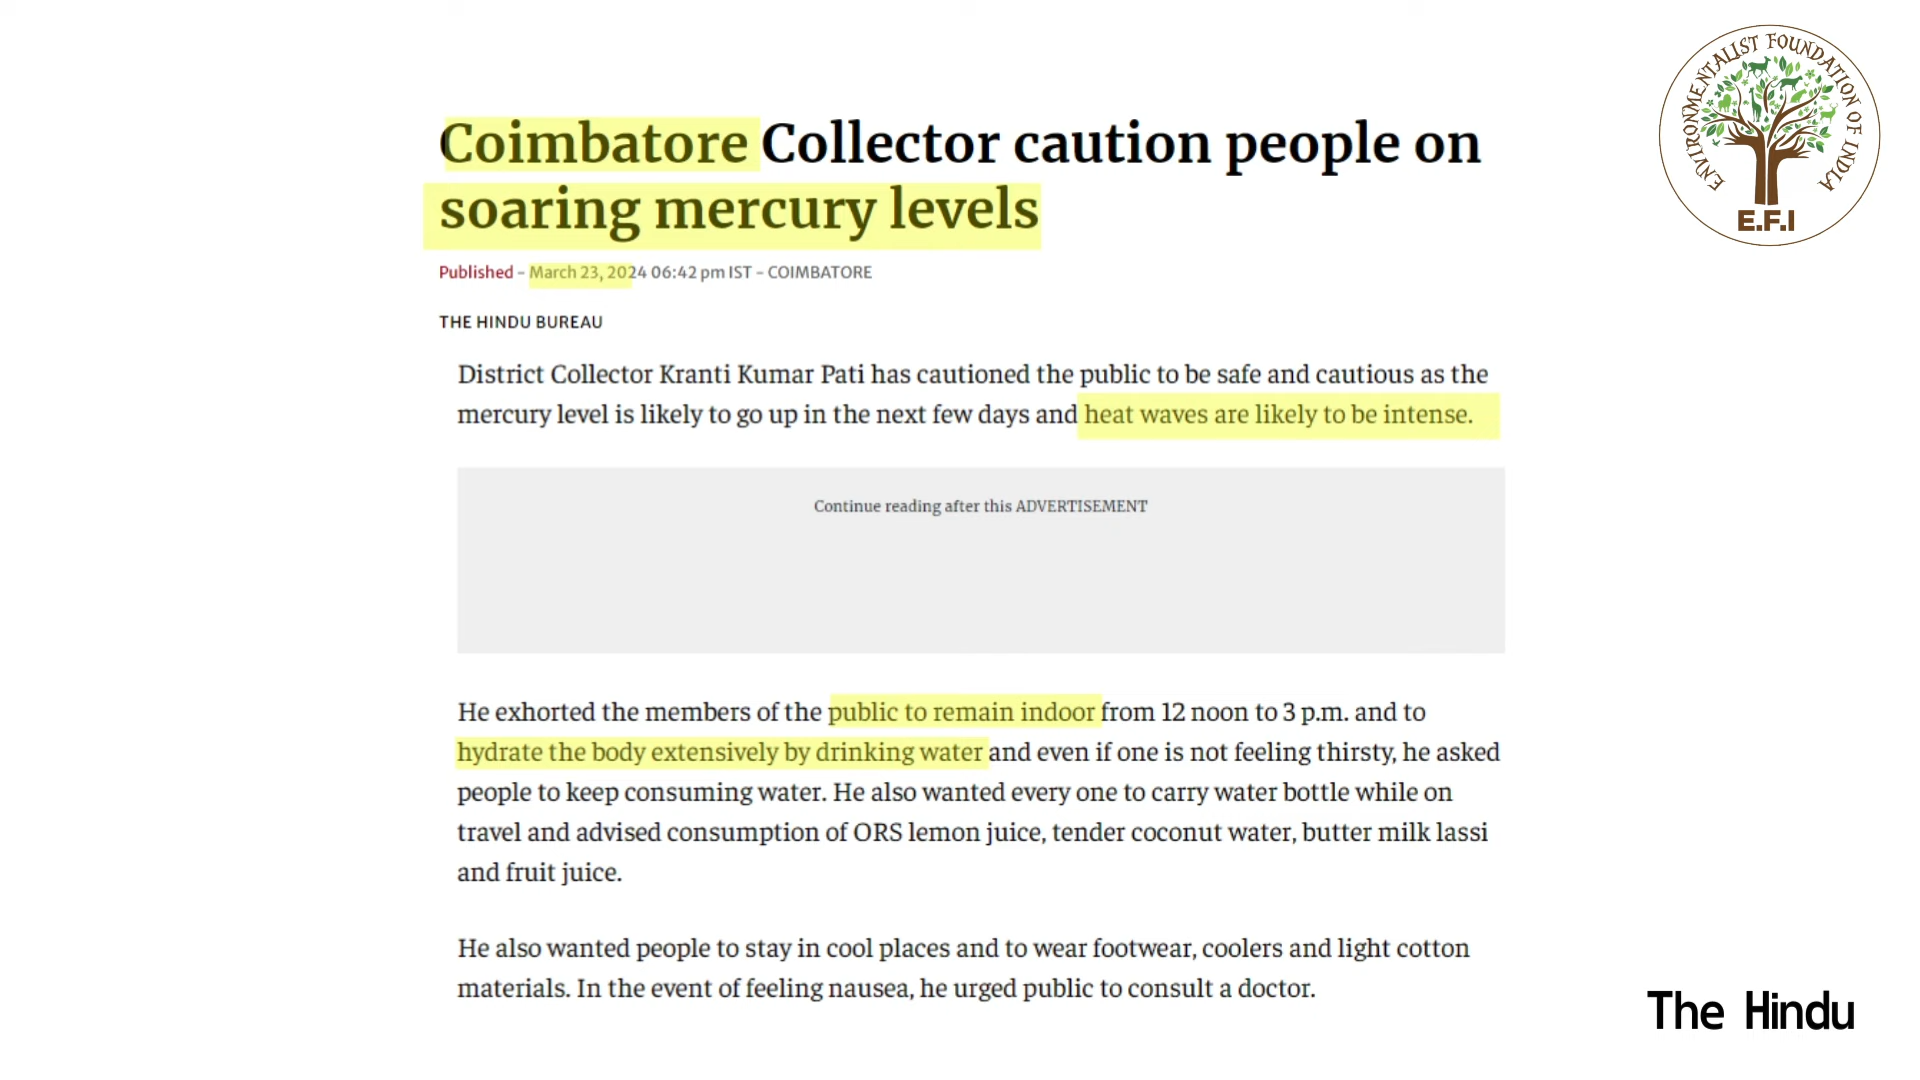 ENVIRONMENTALIST FOUNDATION OF INDIA
E.F.I
Coimbatore Collector caution people on
soaring mercury levels
Published - March 23, 2024 06:42 pm IST - COIMBATORE
THE HINDU BUREAU
District Collector Kranti Kumar Pati has cautioned the public to be safe and cautious as the
mercury level is likely to go up in the next few days and heat waves are likely to be intense.
Continue reading after this ADVERTISEMENT
He exhorted the members of the public to remain indoor from 12 noon to 3 p.m. and to
hydrate the body extensively by drinking water and even if one is not feeling thirsty, he asked
people to keep consuming water. He also wanted every one to carry water bottle while on
travel and advised consumption of ORS lemon juice, tender coconut water, butter milk lassi
and fruit juice.
He also wanted people to stay in cool places and to wear footwear, coolers and light cotton
materials. In the event of feeling nausea, he urged public to consult a doctor.
The Hindu